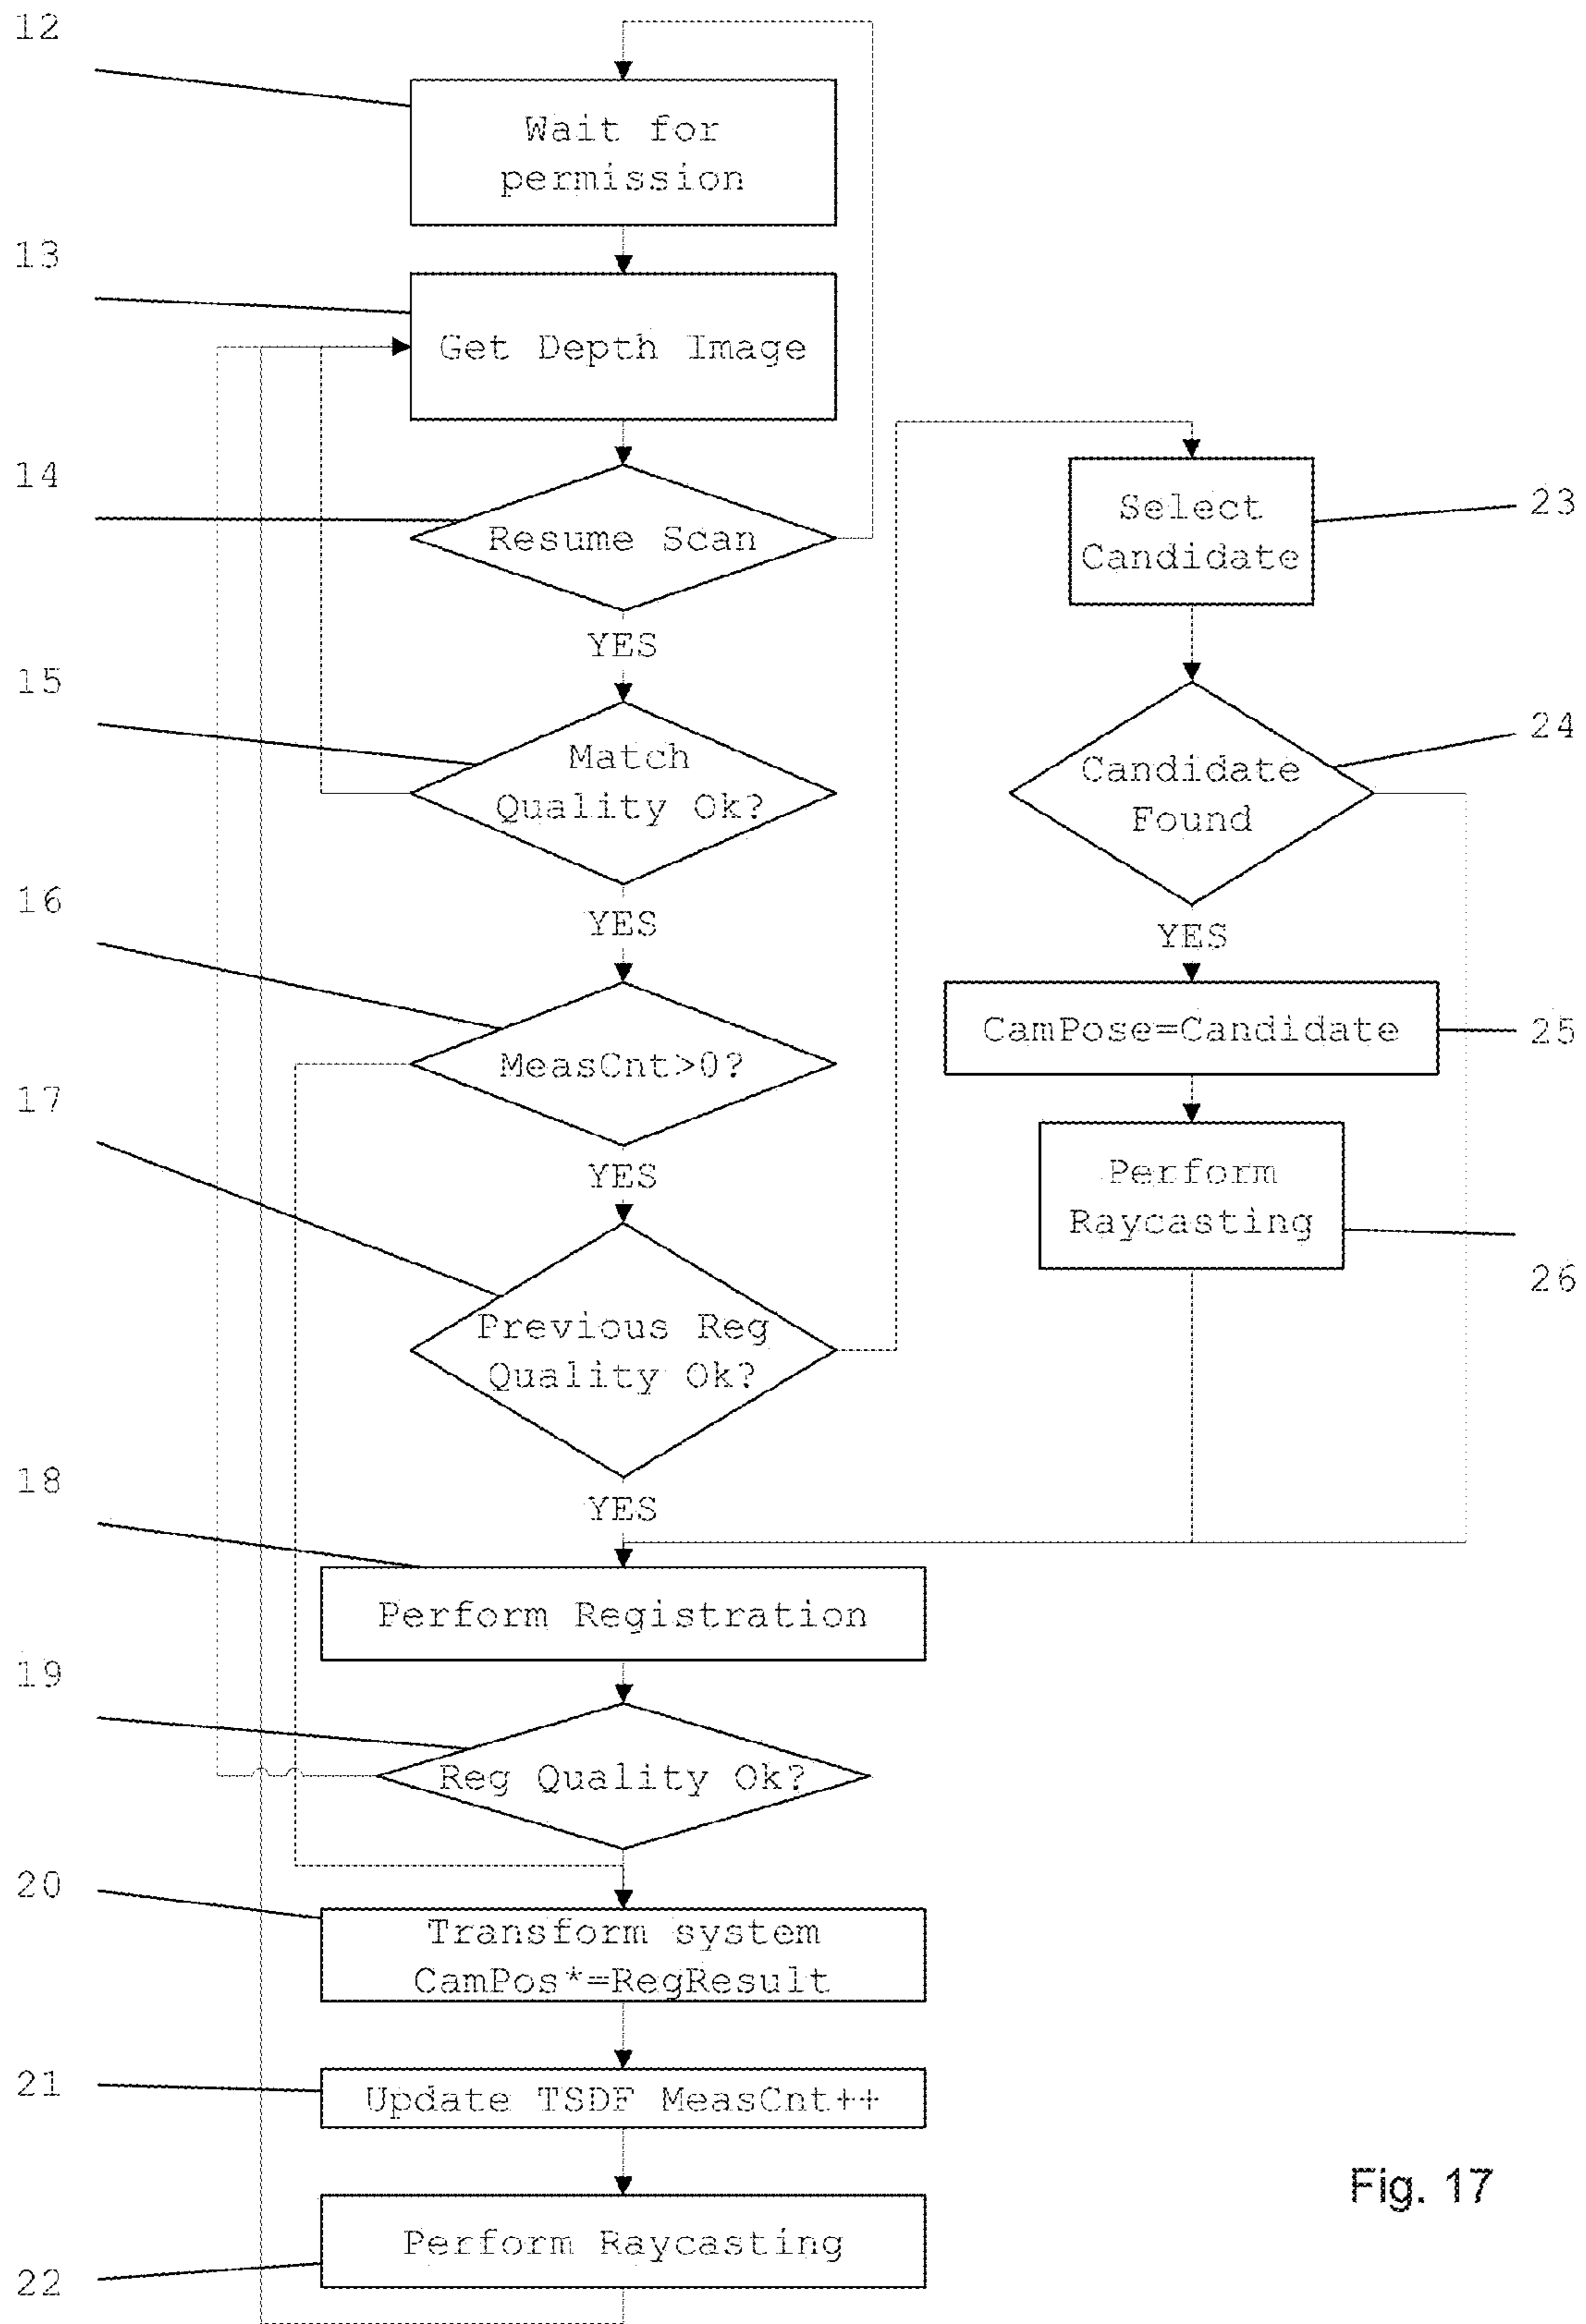 12
Wait for
permission
13
Get Depth Image
14
Resume Scan
YES
15
Match
Quality Ok?
YES
16
MeasCnt>0?
YES
17
Previous Reg
Quality Ok?
YES
18
Perform Registration
19
Reg Quality Ok?
20
Transform system
CamPos*=RegResult
21
Update TSDF MeasCnt++
Perform Raycasting
22
Select
Candidate
23
Candidate
Found
24
YES
CamPose=Candidate
25
Perform
Raycasting
26
Fig. 17